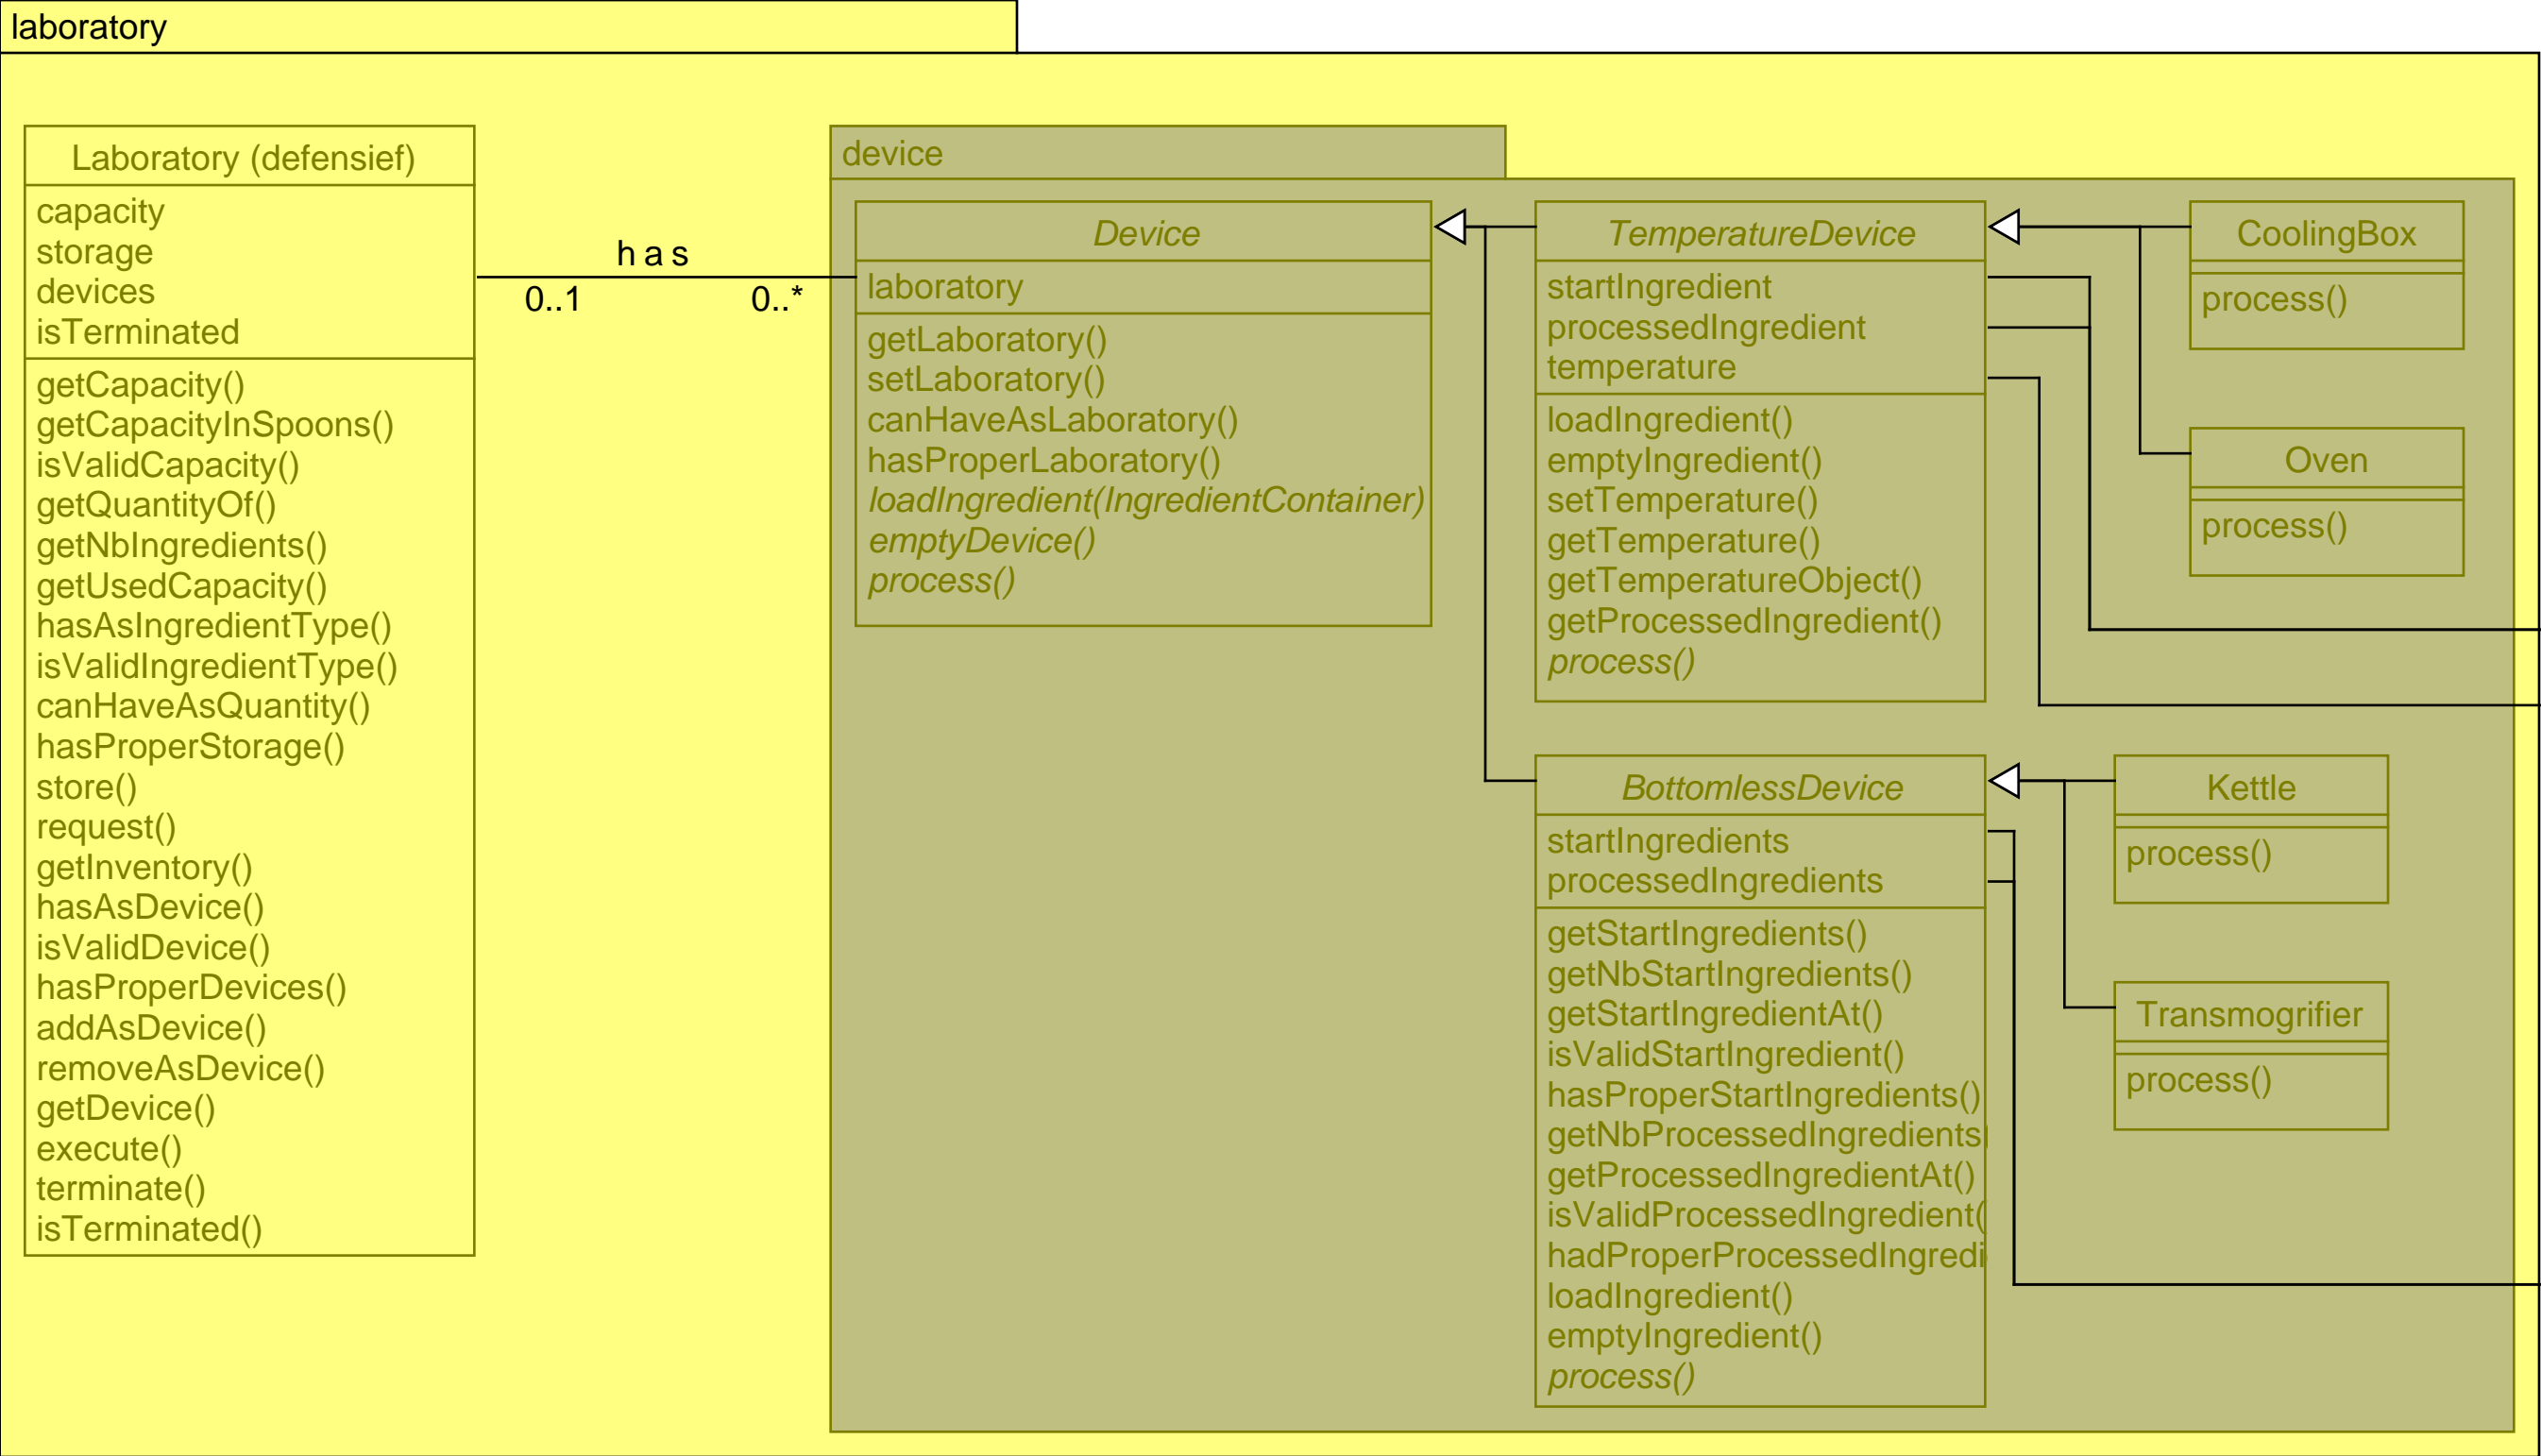 laboratory
Laboratory (defensief)
capacity
storage
devices
isTerminated
getCapacity()
getCapacityInSpoons()
isValidCapacity()
getQuantityOf()
getNbIngredients()
getUsedCapacity()
hasAsIngredientType()
isValidIngredientType()
canHaveAsQuantity()
hasProperStorage()
store()
request()
getInventory()
hasAsDevice()
isValidDevice()
hasProperDevices()
addAsDevice()
removeAsDevice()
getDevice()
execute()
terminate()
isTerminated()
has
0..1
0..*
device
Device
laboratory
getLaboratory()
setLaboratory()
canHaveAsLaboratory()
hasProperLaboratory()
loadIngredient(IngredientContainer)
emptyDevice()
process()
TemperatureDevice
startIngredient
processedIngredient
temperature
loadIngredient()
emptyIngredient()
setTemperature()
getTemperature()
getTemperatureObject()
getProcessedIngredient()
process()
CoolingBox
process()
Oven
process()
BottomlessDevice
startIngredients
processedIngredients
getStartIngredients()
getNbStartIngredients()
getStartIngredientAt()
isValidStartIngredient()
hasProperStartIngredients()
getNbProcessedIngredients(
getProcessedIngredientAt()
isValidProcessedIngredient(
hadProperProcessedIngredi
loadIngredient()
emptyIngredient()
process()
Kettle
process()
Transmogrifier
process()